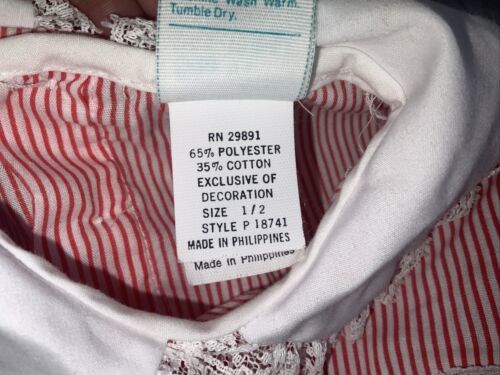 Wash Warm.
Tumble Dry.
RN 29891
65% POLYESTER
35% COTTON
EXCLUSIVE OF
DECORATION
SIZE 1/2
STYLE P 18741
MADE IN PHILIPPINES
Made in Philippines